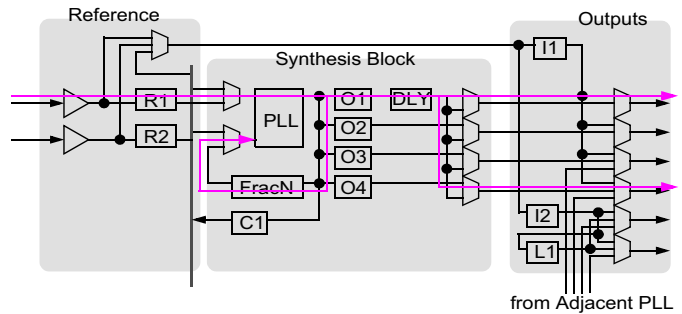 Reference
Outputs
Synthesis Block
I1
R1
O1
DLY
PLL
O2
R2
O3
FracN
O4
C1
I2
L1
from Adjacent PLL